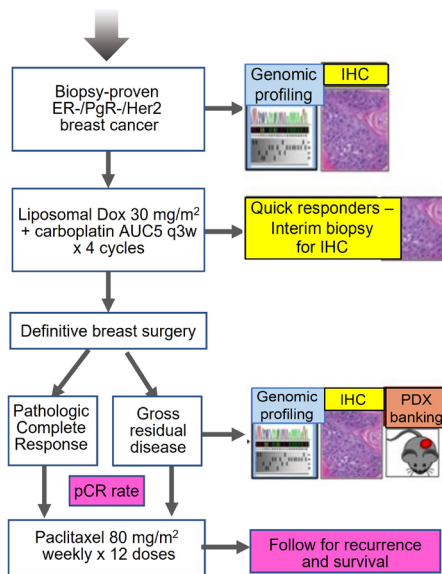 Biopsy-proven
ER-/PgR-/Her2
breast cancer
Genomic
profiling
IHC
Liposomal Dox 30 mg/m²
+ carboplatin AUC5 q3w
x 4 cycles
Quick responders –
Interim biopsy
for IHC
Definitive breast surgery
Pathologic
Complete
Response
Gross
residual
disease
Genomic
profiling
IHC
PDX
banking
pCR rate
Paclitaxel 80 mg/m²
weekly x 12 doses
Follow for recurrence
and survival